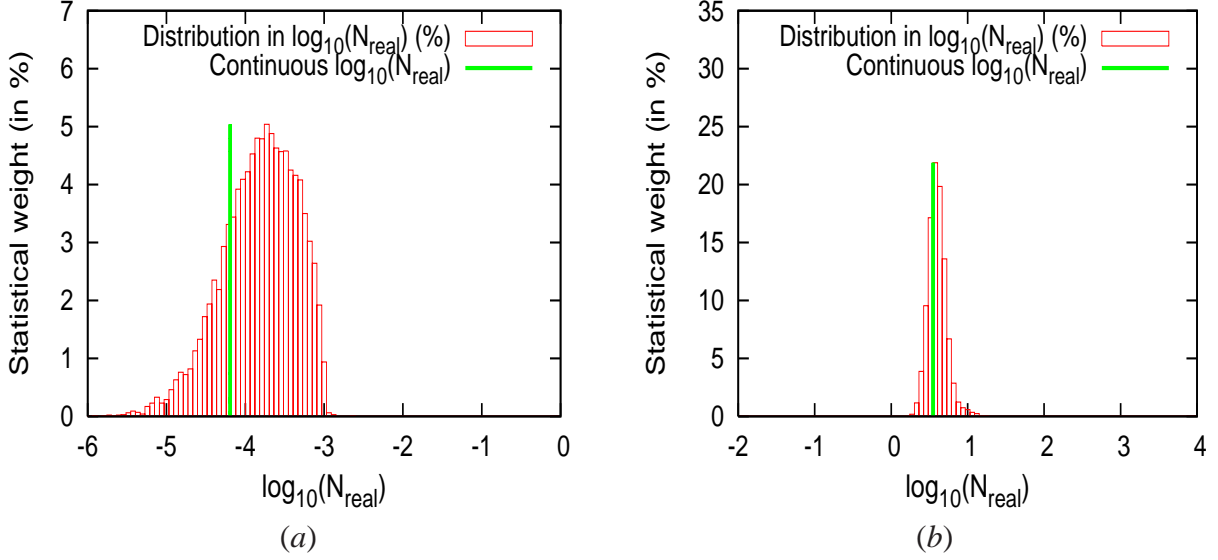 Statistical weight (in %)
7
6
5
4
3
2
1
0
Distribution in log10(Nreal) (%)
Continuous log10(Nreal)
-6 -5 -4 -3 -2 -1 0
log10(Nreal)
(a)
Statistical weight (in %)
35
30
25
20
15
10
5
0
Distribution in log10(Nreal) (%)
Continuous log10(Nreal)
-2 -1 0 1 2 3 4
log10(Nreal)
(b)